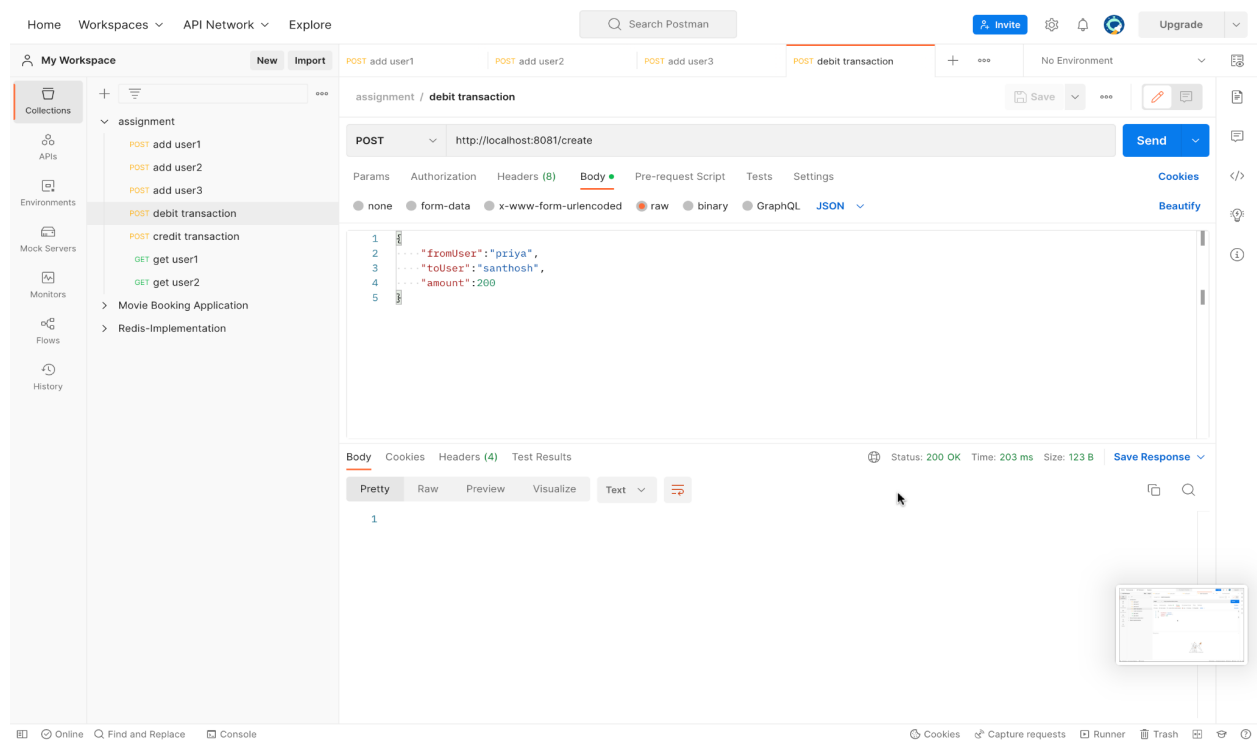 Home Workspaces API Network Explore Search Postman Invite Upgrade
My Workspace New Import POST add user1 POST add user2 POST add user3 POST debit transaction No Environment
Collections
APIs
Environments
Mock Servers
Monitors
Flows
History
assignment
POST add user1
POST add user2
POST add user3
POST debit transaction
POST credit transaction
GET get user1
GET get user2
Movie Booking Application
Redis-Implementation
assignment / debit transaction Save
POST http://localhost:8081/create Send
Params Authorization Headers (8) Body Pre-request Script Tests Settings Cookies
none form-data x-www-form-urlencoded raw binary GraphQL JSON Beautify
1 {
2 "fromUser":"priya",
3 "toUser":"santhosh",
4 "amount":200
5 }
Body Cookies Headers (4) Test Results Status: 200 OK Time: 203 ms Size: 123 B Save Response
Pretty Raw Preview Visualize Text
1
Online Find and Replace Console Cookies Capture requests Runner Trash